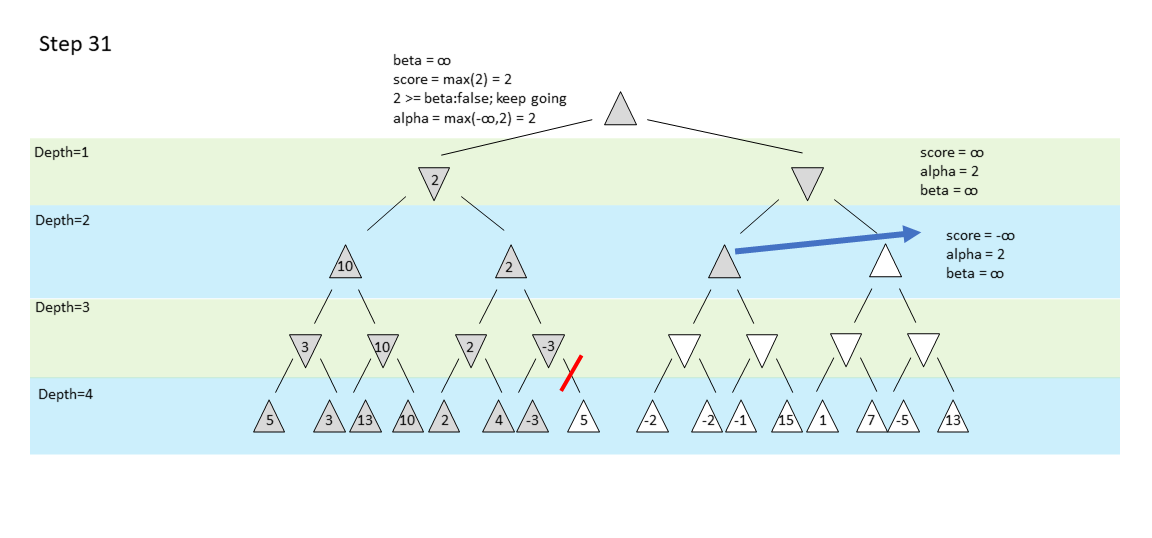 Step 31
beta = ∞
score = max(2) = 2
2 >= beta:false; keep going
alpha = max(-∞,2) = 2
Depth=1
score = ∞
alpha = 2
beta = ∞
2
Depth=2
score = -∞
alpha = 2
beta = ∞
10 2
Depth=3
3 10 2 -3
Depth=4
5 3 13 10 2 4 -3 5 -2 -2 -1 15 1 7 -5 13